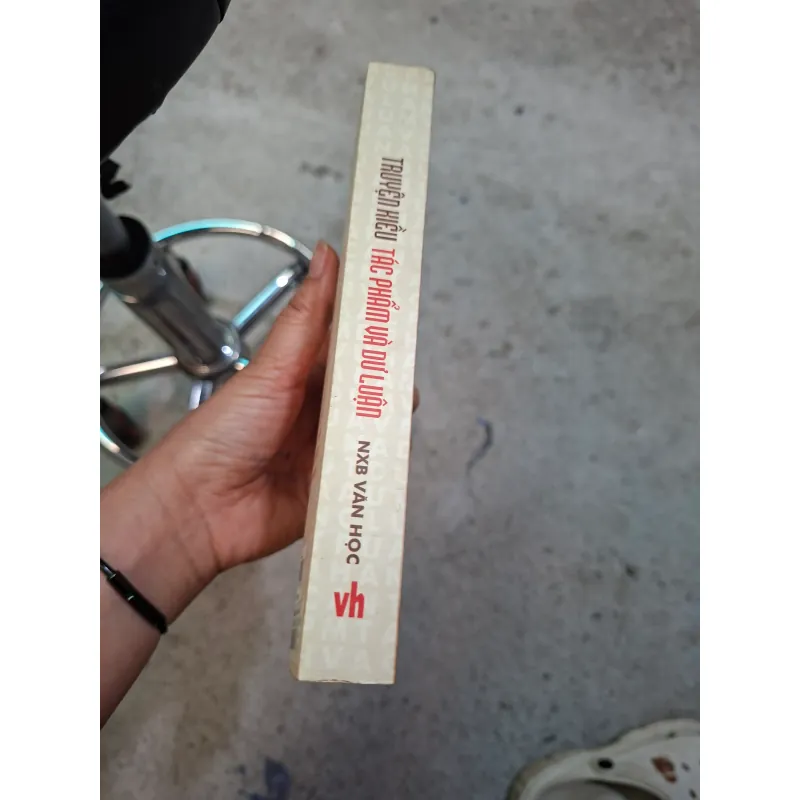 TRUYỆN KIỀU TÁC PHẨM VÀ DƯ LUẬN
NXB VĂN HỌC
vh